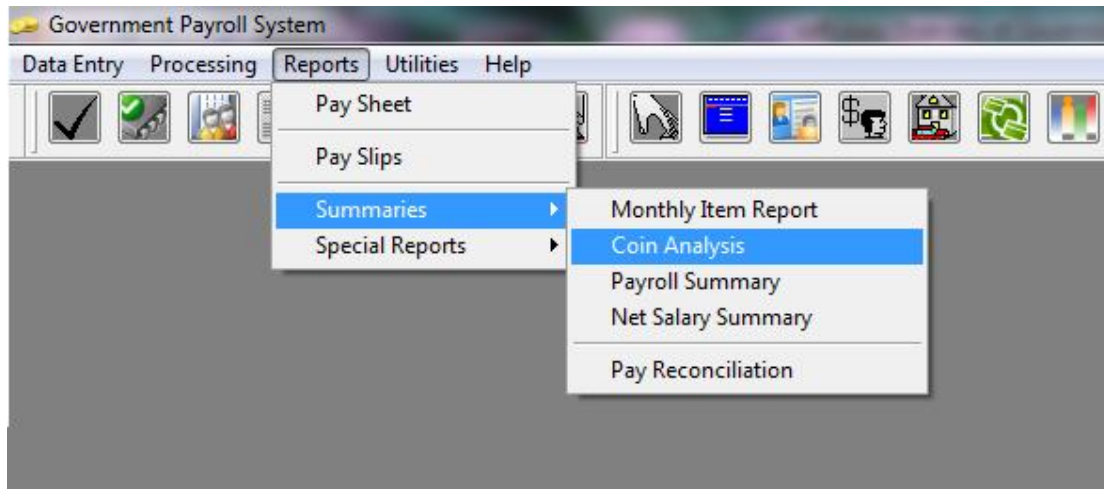 Government Payroll System
Data Entry Processing Reports Utilities Help
Pay Sheet
Pay Slips
Summaries
Special Reports
Monthly Item Report
Coin Analysis
Payroll Summary
Net Salary Summary
Pay Reconciliation